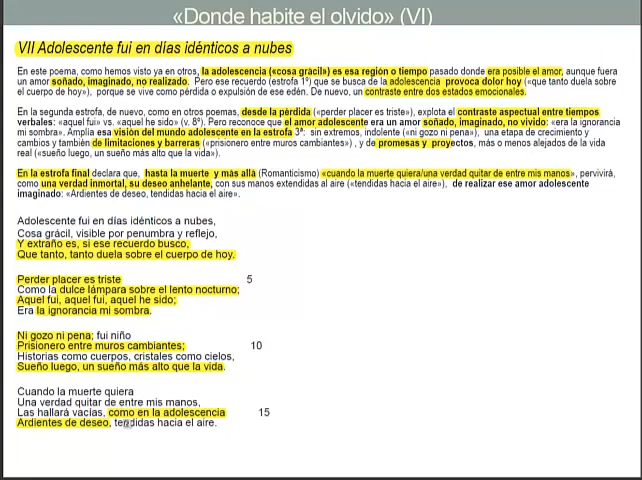 «Donde habite el olvido» (VI)
VII Adolescente fui en días idénticos a nubes
En este poema, como hemos visto ya en otros, la adolescencia («cosa grácil») es esa región o tiempo pasado donde era posible el amor, aunque fuera
un amor soñado, imaginado, no realizado. Pero ese recuerdo (estrofa 1ª) que se busca de la adolescencia provoca dolor hoy («que tanto duela sobre
el cuerpo de hoy»), porque se vive como pérdida o expulsión de ese edén. De nuevo, un contraste entre dos estados emocionales.
En la segunda estrofa, de nuevo, como en otros poemas, desde la pérdida («perder placer es triste»), explota el contraste aspectual entre tiempos
verbales: «aquel fui» vs. «aquel he sido» (v. 8º). Pero reconoce que el amor adolescente era un amor soñado, imaginado, no vivido: «era la ignorancia
mi sombra». Amplía esa visión del mundo adolescente en la estrofa 3ª: sin extremos, indolente («ni gozo ni pena»), una etapa de crecimiento y
cambios y también de limitaciones y barreras («prisionero entre muros cambiantes») , y de promesas y proyectos, más o menos alejados de la vida
real («sueño luego, un sueño más alto que la vida»).
En la estrofa final declara que, hasta la muerte y más allá (Romanticismo) «cuando la muerte quiera/una verdad quitar de entre mis manos», pervivirá,
como una verdad inmortal, su deseo anhelante, con sus manos extendidas al aire («tendidas hacia el aire»), de realizar ese amor adolescente
imaginado: «Ardientes de deseo, tendidas hacia el aire».
Adolescente fui en días idénticos a nubes,
Cosa grácil, visible por penumbra y reflejo,
Y extraño es, si ese recuerdo busco,
Que tanto, tanto duela sobre el cuerpo de hoy.
Perder placer es triste 5
Como la dulce lámpara sobre el lento nocturno;
Aquel fui, aquel fui, aquel he sido;
Era la ignorancia mi sombra.
Ni gozo ni pena; fui niño
Prisionero entre muros cambiantes; 10
Historias como cuerpos, cristales como cielos,
Sueño luego, un sueño más alto que la vida.
Cuando la muerte quiera
Una verdad quitar de entre mis manos,
Las hallará vacías, como en la adolescencia 15
Ardientes de deseo, tendidas hacia el aire.